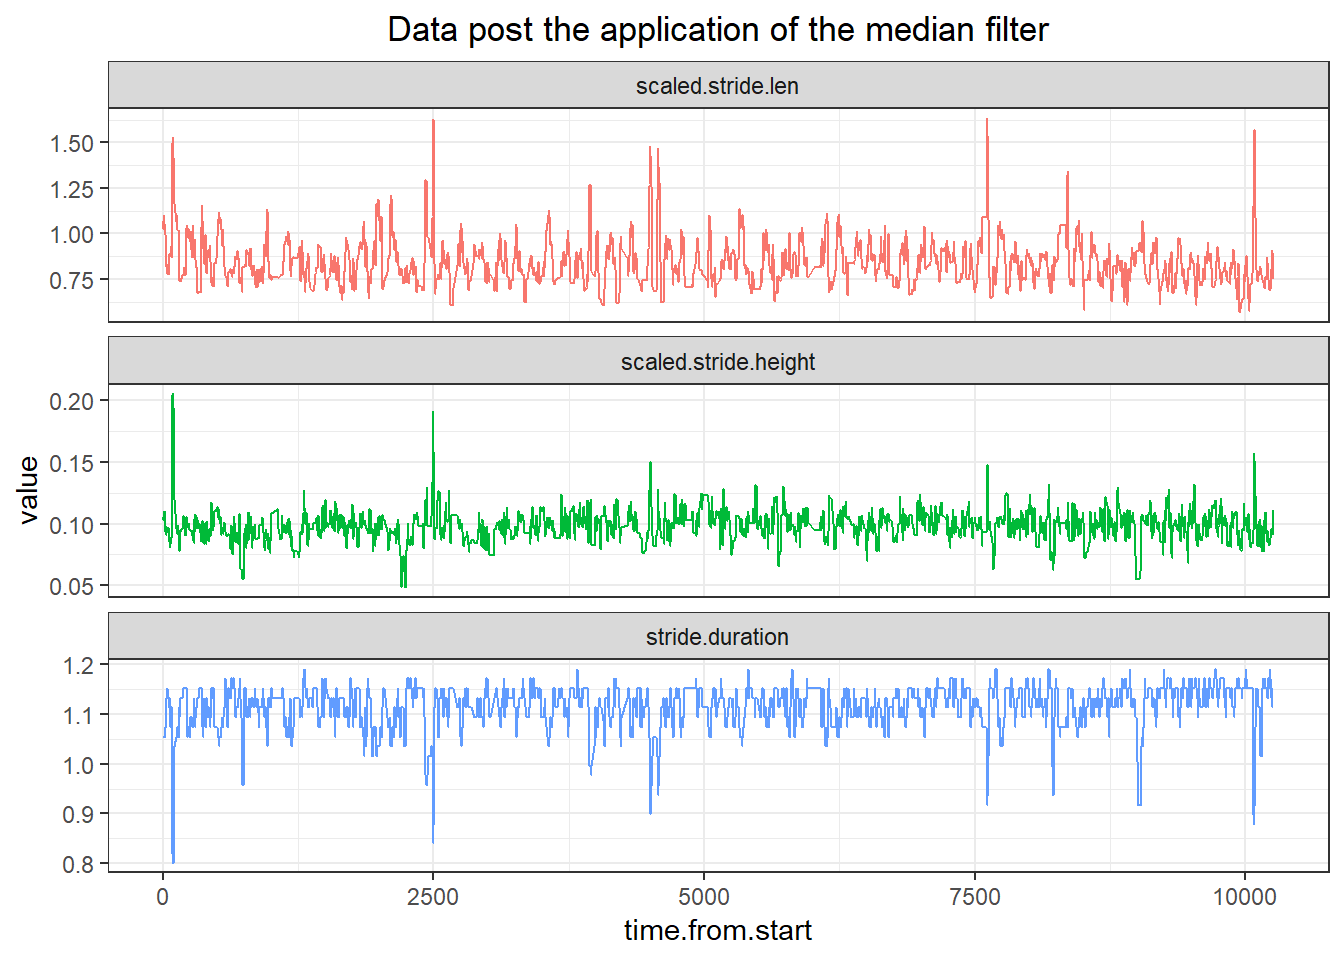 Data post the application of the median filter
scaled.stride.len
1.50
1.25
1.00
0.75
scaled.stride.height
0.20
0.15
0.10
0.05
value
stride.duration
1.2
1.1
1.0
0.9
0.8
0 2500 5000 7500 10000
time.from.start